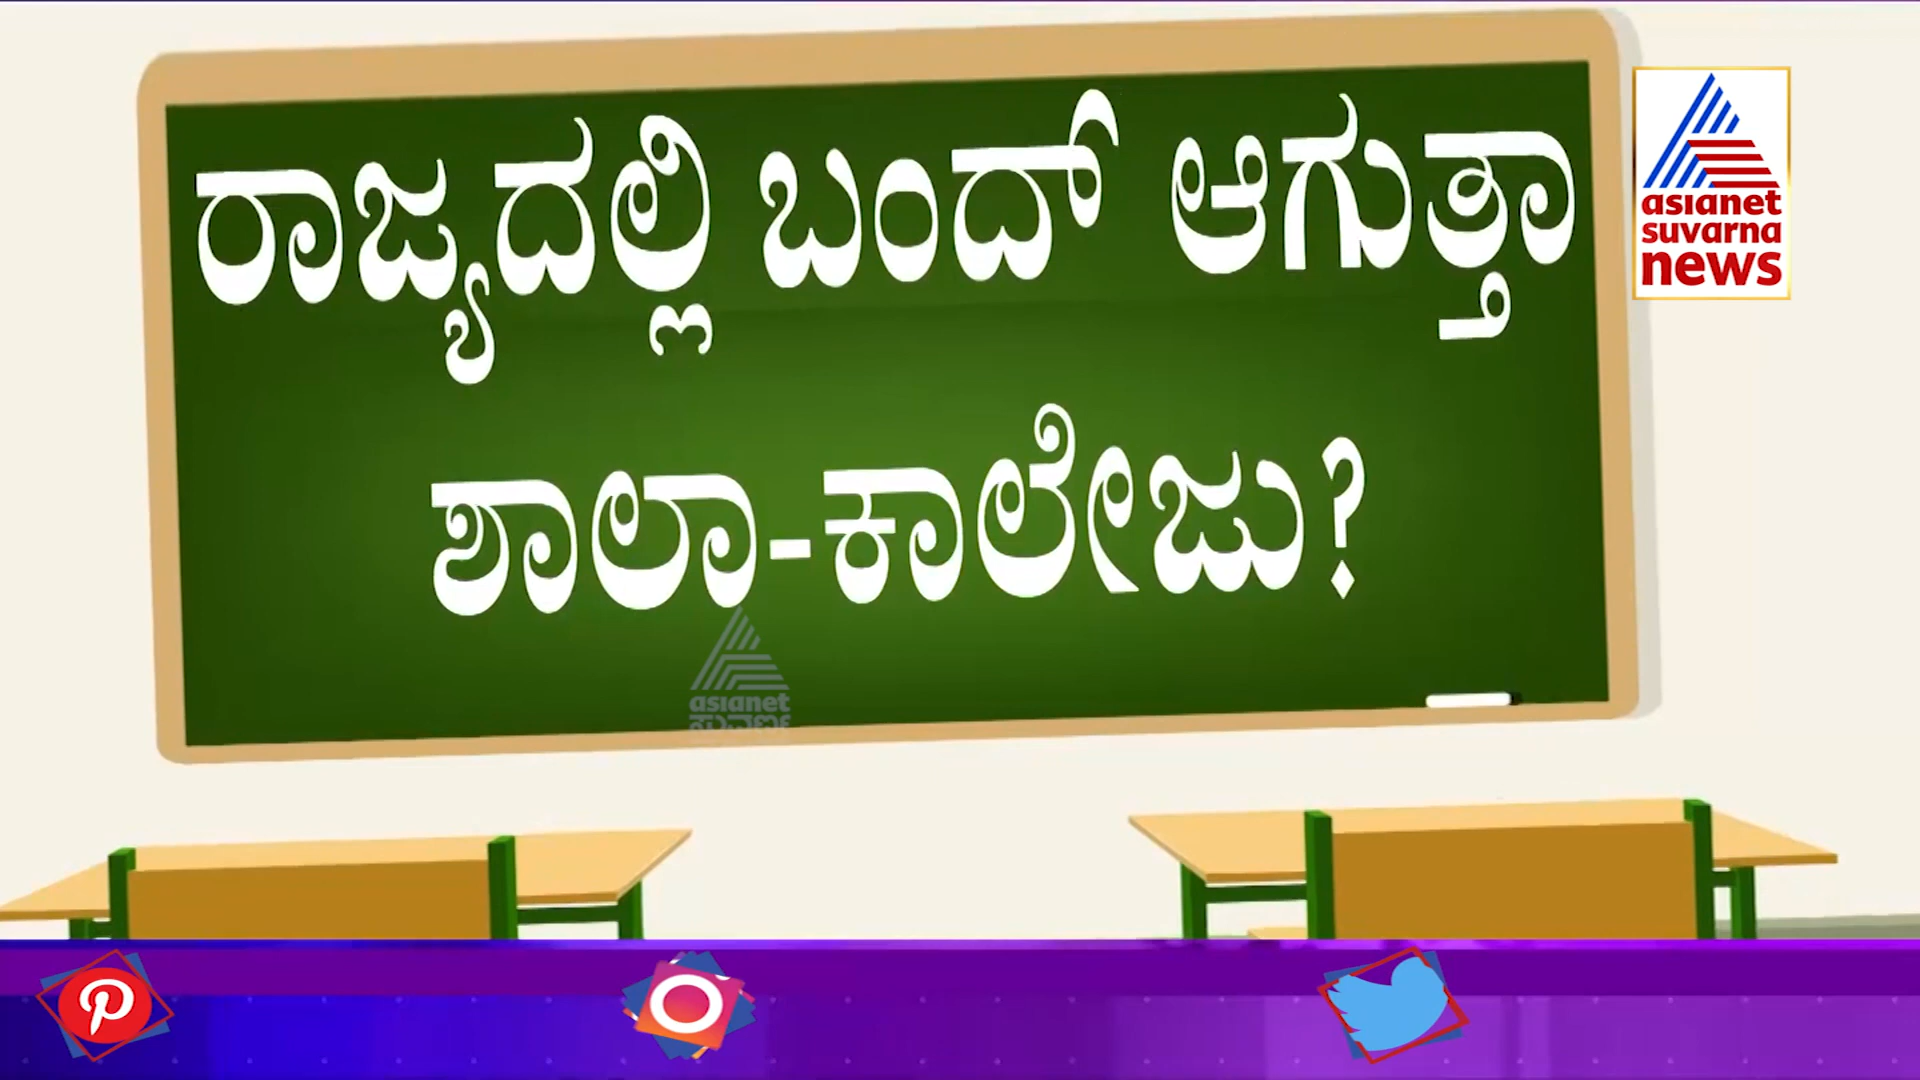 ರಾಜ್ಯದಲ್ಲಿ ಬಂದ್ ಆಗುತ್ತಾ
ಶಾಲಾ-ಕಾಲೇಜು?
asianet
suvarna
news
asianet